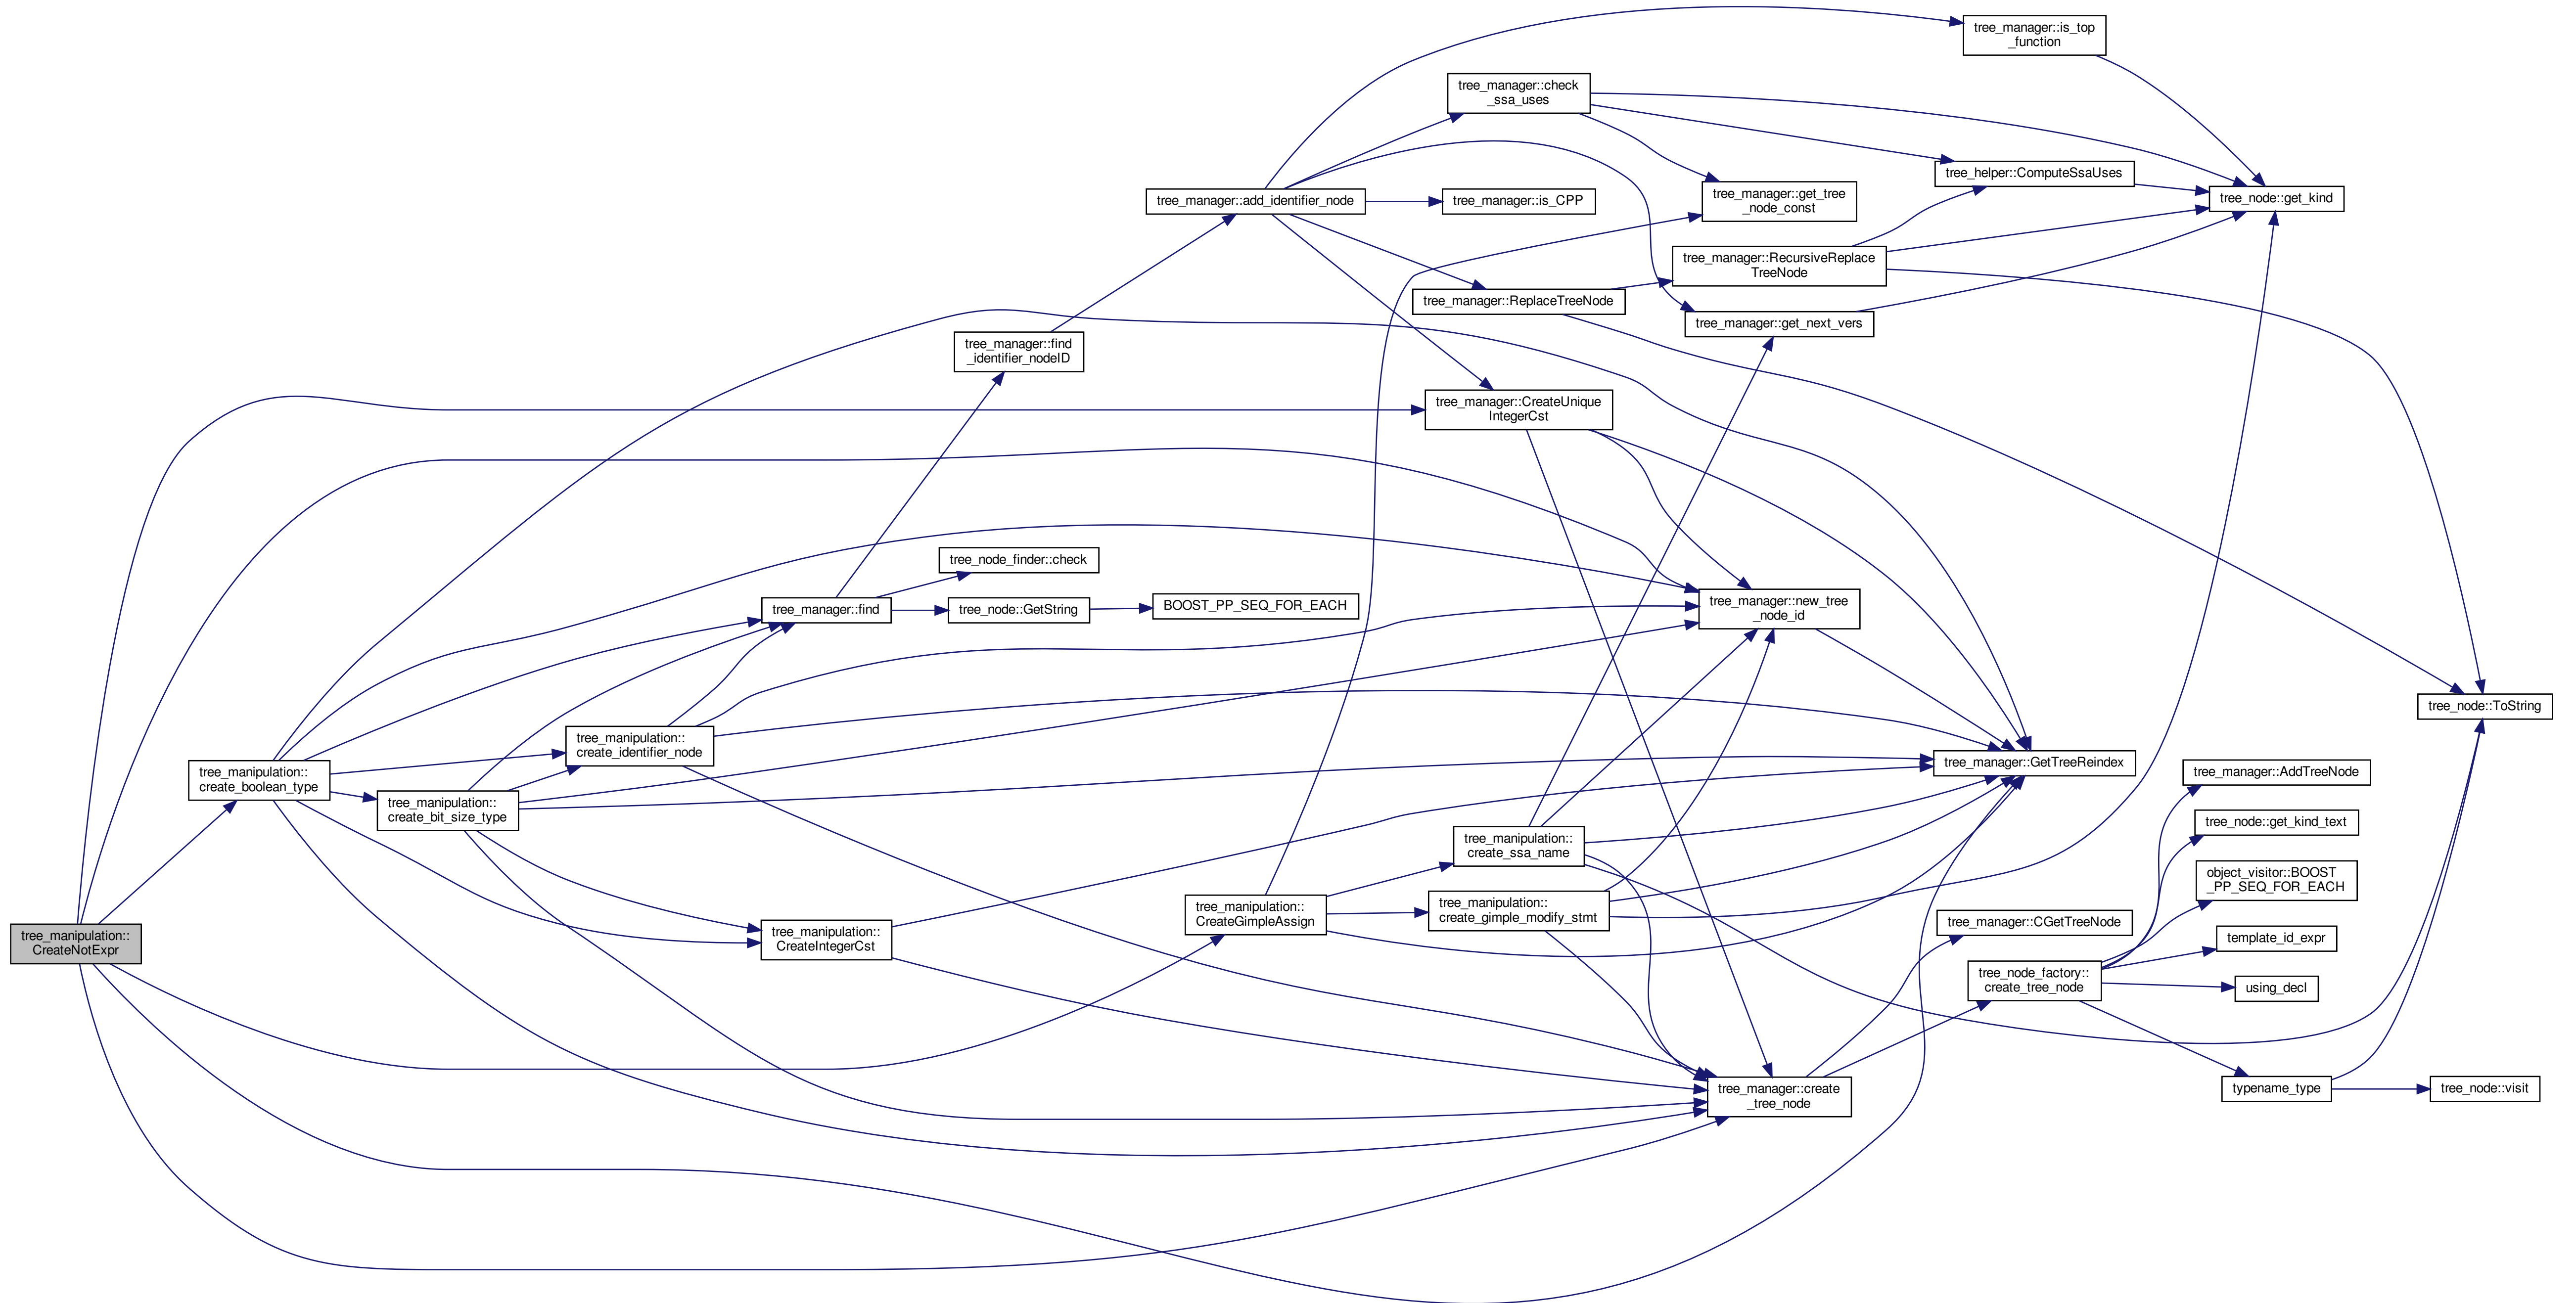 tree_manipulation::
CreateNotExpr
tree_manipulation::
create_boolean_type
tree_manipulation::
create_bit_size_type
tree_manipulation::
create_identifier_node
tree_manager::find
tree_manipulation::
CreateIntegerCst
tree_manager::find
_identifier_nodeID
tree_node_finder::check
tree_node::GetString
BOOST_PP_SEQ_FOR_EACH
tree_manager::add_identifier_node
tree_manipulation::
CreateGimpleAssign
tree_manager::check
_ssa_uses
tree_manager::is_CPP
tree_manager::ReplaceTreeNode
tree_manager::CreateUnique
IntegerCst
tree_manipulation::
create_ssa_name
tree_manipulation::
create_gimple_modify_stmt
tree_manager::get_tree
_node_const
tree_manager::RecursiveReplace
TreeNode
tree_manager::get_next_vers
tree_manager::new_tree
_node_id
tree_manager::create
_tree_node
tree_manager::is_top
_function
tree_helper::ComputeSsaUses
tree_manager::GetTreeReindex
tree_manager::CGetTreeNode
tree_node_factory::
create_tree_node
tree_node::get_kind
tree_manager::AddTreeNode
tree_node::get_kind_text
object_visitor::BOOST
_PP_SEQ_FOR_EACH
template_id_expr
using_decl
typename_type
tree_node::ToString
tree_node::visit